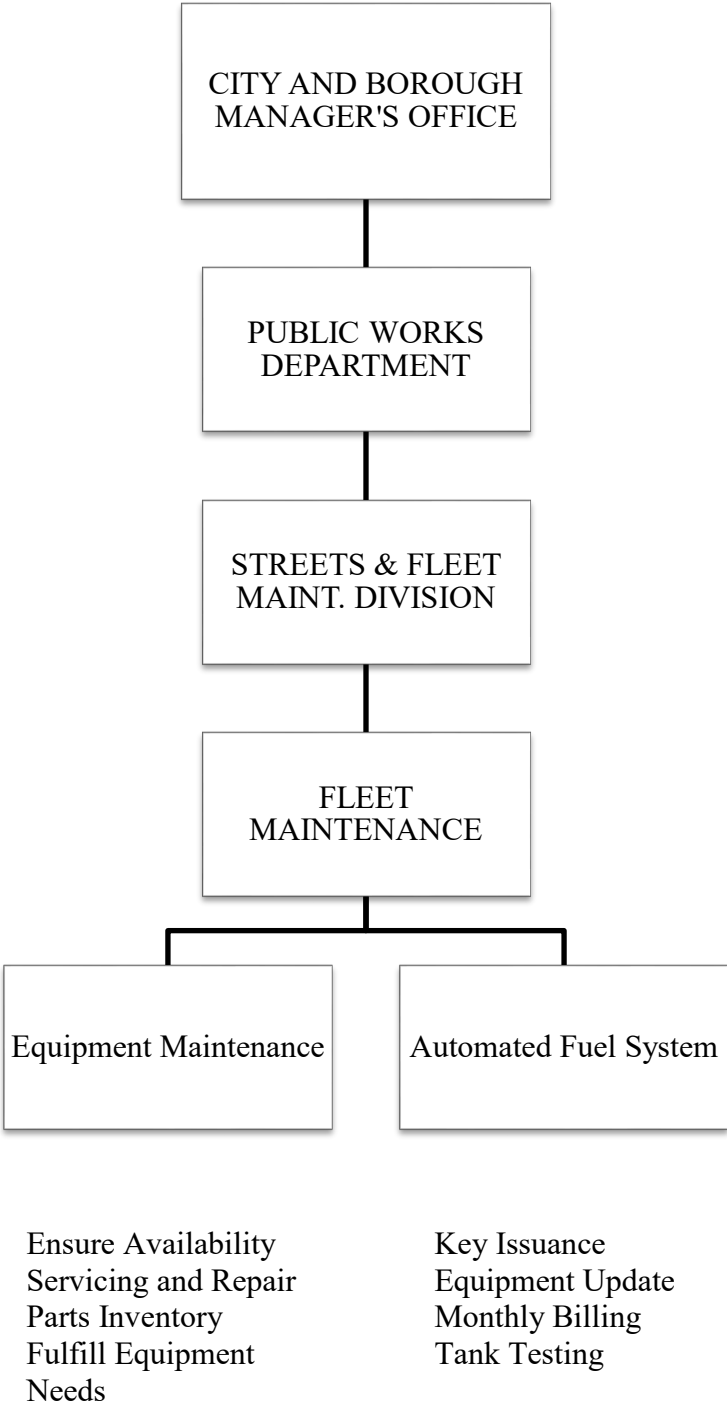 CITY AND BOROUGH
MANAGER'S OFFICE
PUBLIC WORKS
DEPARTMENT
STREETS & FLEET
MAINT. DIVISION
FLEET
MAINTENANCE
Equipment Maintenance
Automated Fuel System
Ensure Availability
Servicing and Repair
Parts Inventory
Fulfill Equipment
Needs
Key Issuance
Equipment Update
Monthly Billing
Tank Testing